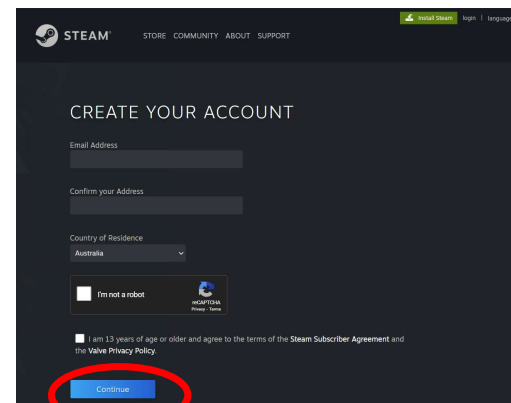 Install Steam login | language
STEAM® STORE COMMUNITY ABOUT SUPPORT
CREATE YOUR ACCOUNT
Email Address
Confirm your Address
Country of Residence
Australia
I'm not a robot
reCAPTCHA
Privacy - Terms
I am 13 years of age or older and agree to the terms of the Steam Subscriber Agreement and
the Valve Privacy Policy.
Continue